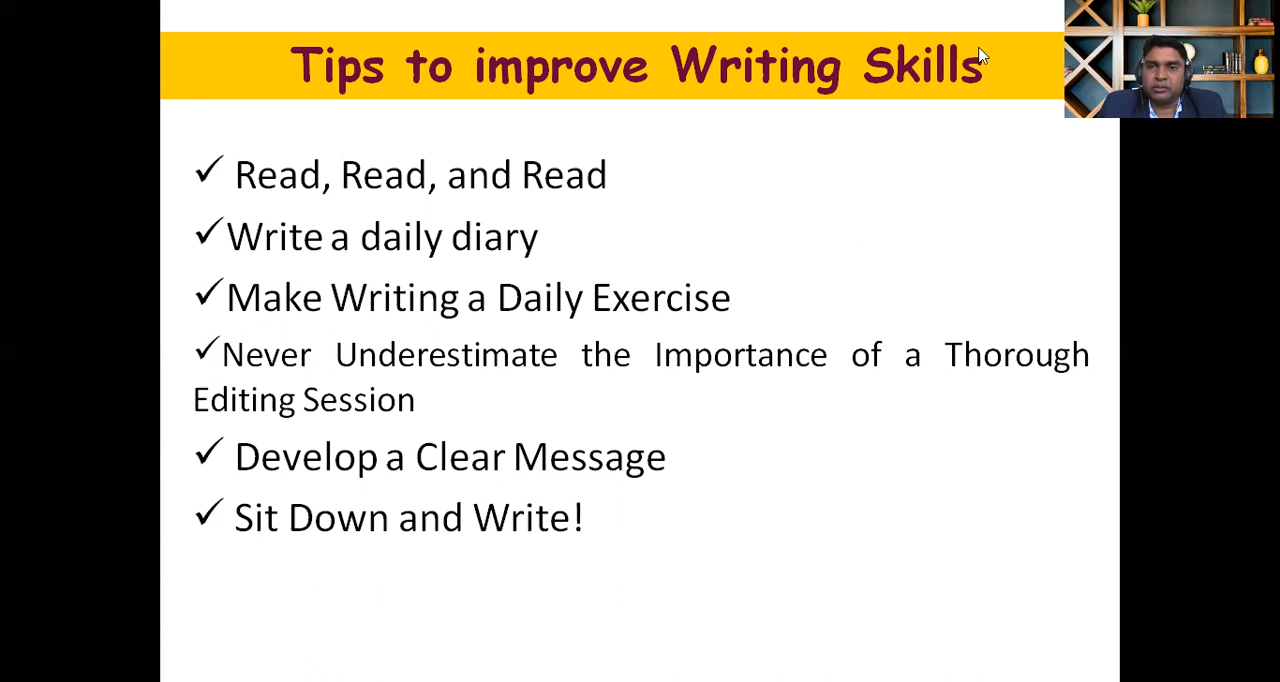 Tips to improve Writing Skills
Read, Read, and Read
Write a daily diary
Make Writing a Daily Exercise
Never Underestimate the Importance of a Thorough
Editing Session
Develop a Clear Message
Sit Down and Write!